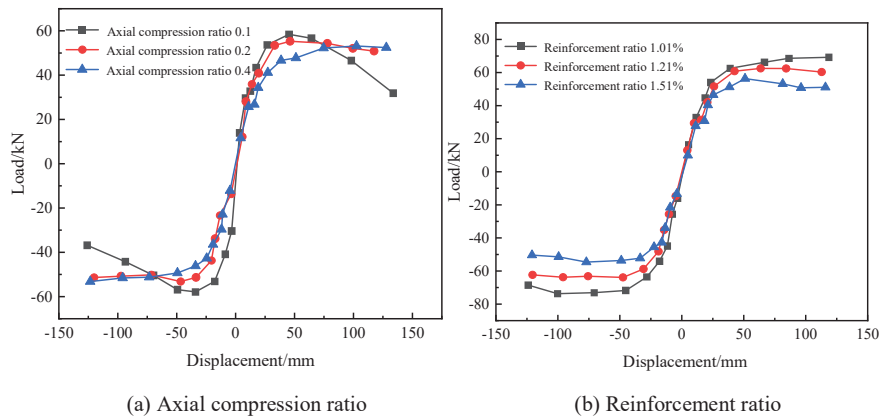 Axial compression ratio 0.1
Axial compression ratio 0.2
Axial compression ratio 0.4
80
60
40
20
0
-20
-40
-60
-150 -100 -50 0 50 100 150
Load/kN
Displacement/mm
(a) Axial compression ratio
Reinforcement ratio 1.01%
Reinforcement ratio 1.21%
Reinforcement ratio 1.51%
80
60
40
20
0
-20
-40
-60
-80
-150 -100 -50 0 50 100 150
Load/kN
Displacement/mm
(b) Reinforcement ratio